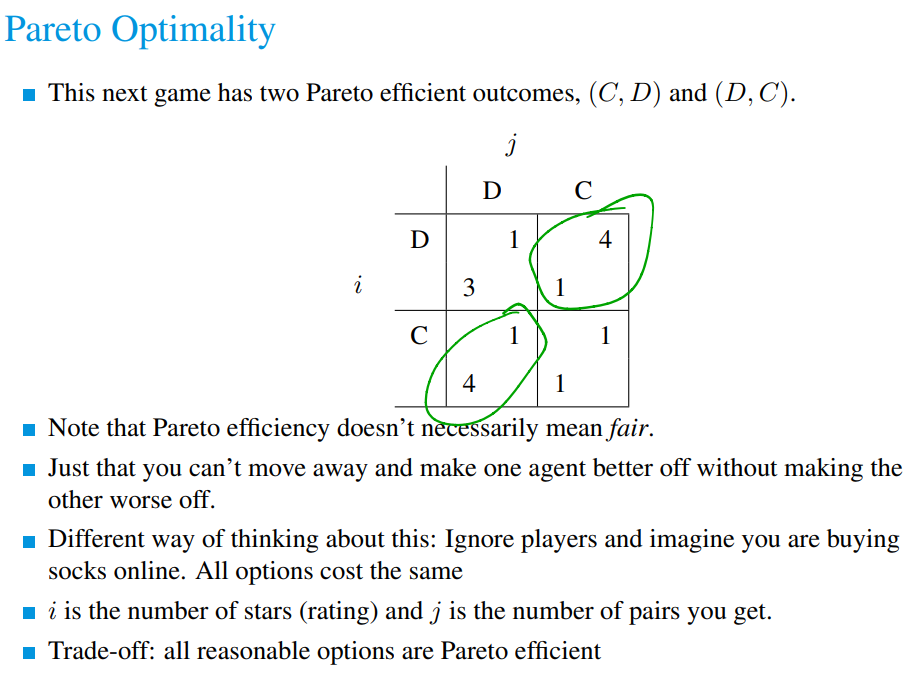 Pareto Optimality
This next game has two Pareto efficient outcomes, (C, D) and (D, C).
j
D C
D 1 4
i 3 1
C 1 1
4 1
Note that Pareto efficiency doesn't necessarily mean fair.
Just that you can't move away and make one agent better off without making the
other worse off.
Different way of thinking about this: Ignore players and imagine you are buying
socks online. All options cost the same
i is the number of stars (rating) and j is the number of pairs you get.
Trade-off: all reasonable options are Pareto efficient